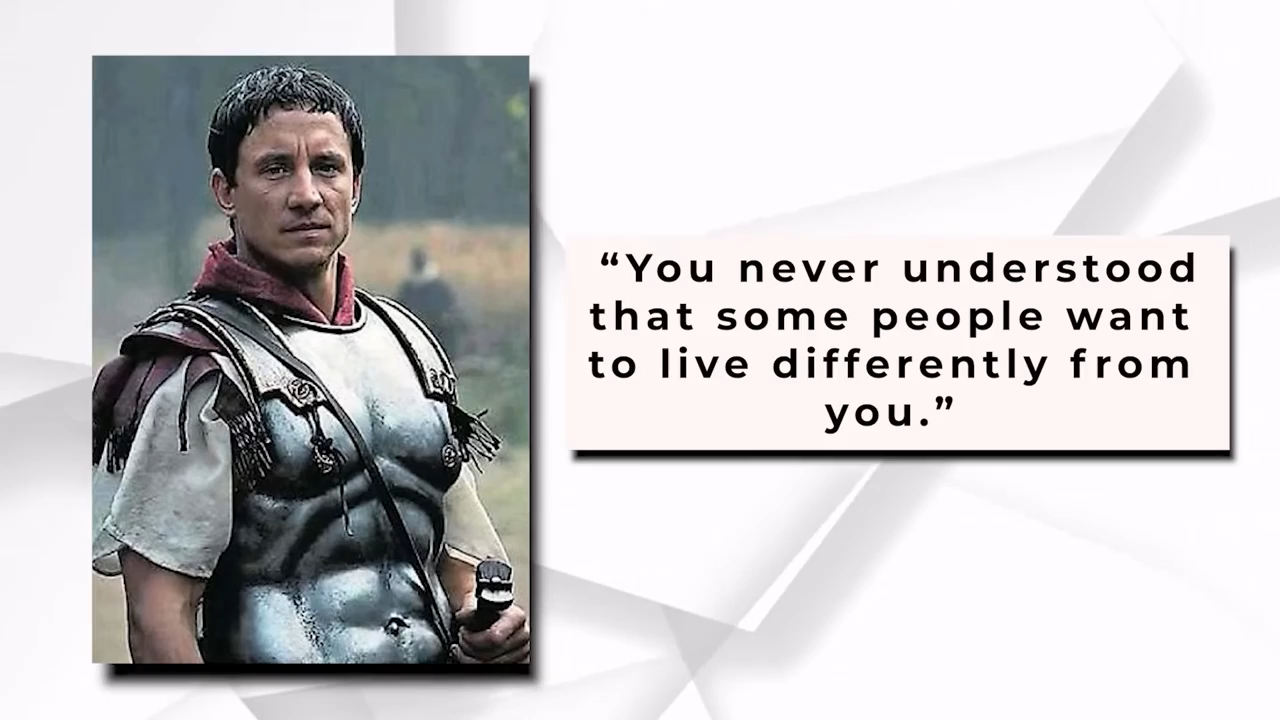 “You never understood
that some people want
to live differently from
you.”